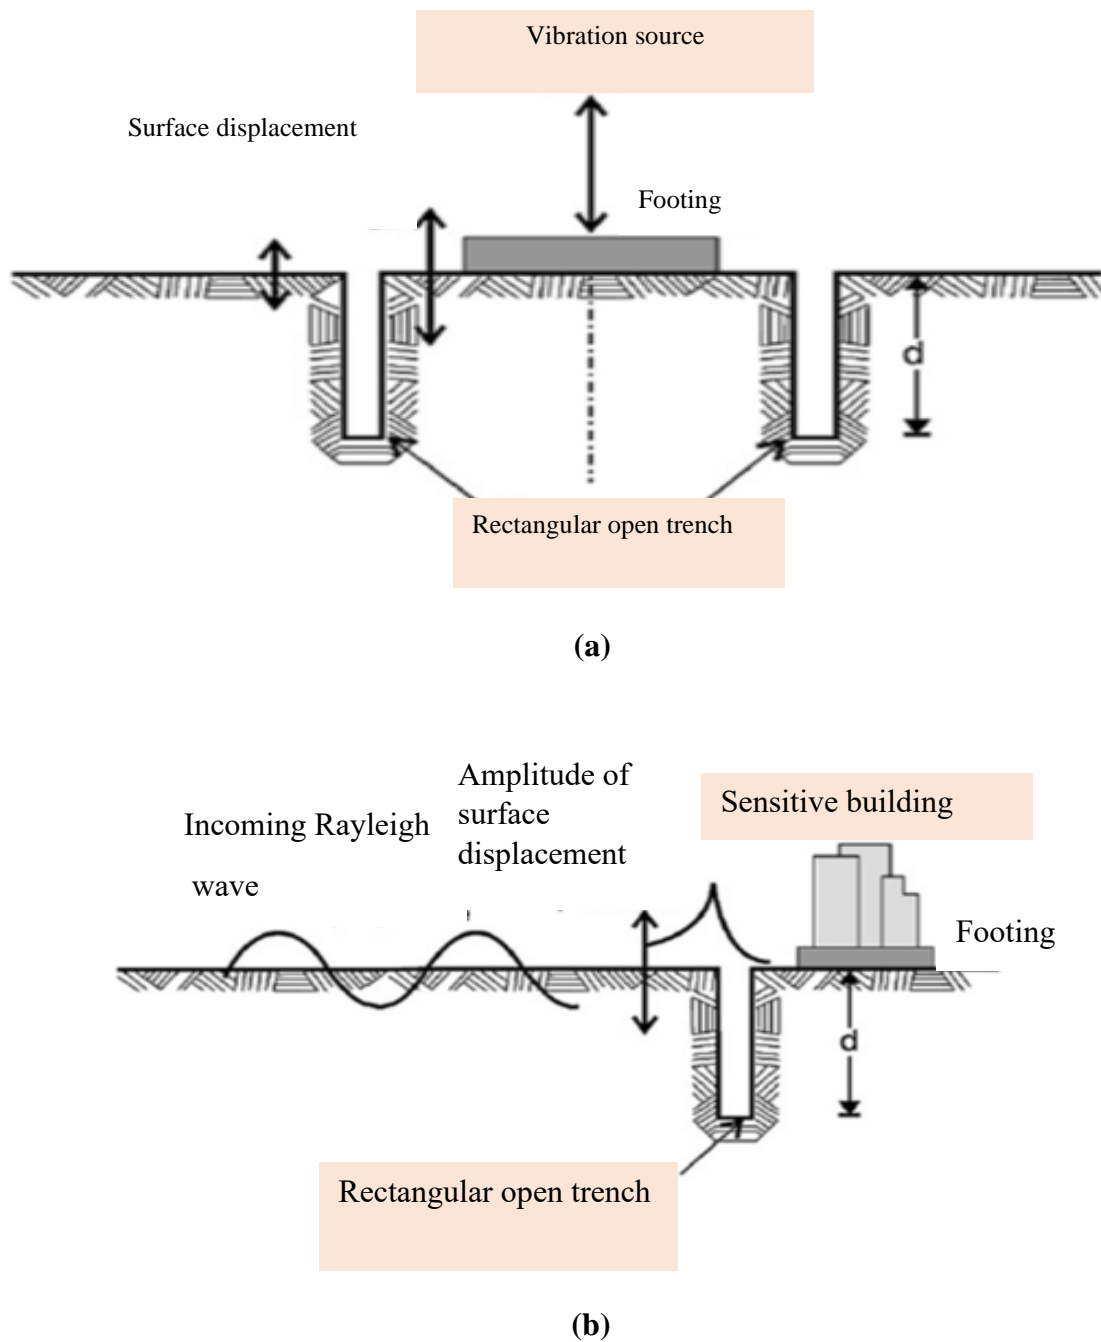 Vibration source
Surface displacement
Footing
d
Rectangular open trench
(a)
Amplitude of
surface
displacement
Sensitive building
Incoming Rayleigh
wave
Footing
d
Rectangular open trench
(b)